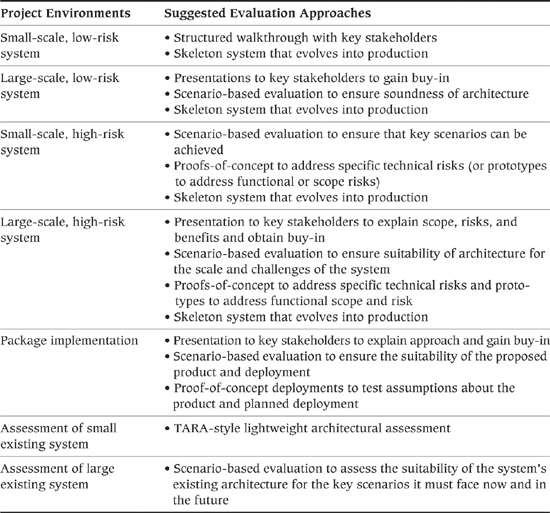 Project Environments
Suggested Evaluation Approaches
Small-scale, low-risk
system
• Structured walkthrough with key stakeholders
• Skeleton system that evolves into production
Large-scale, low-risk
system
• Presentations to key stakeholders to gain buy-in
• Scenario-based evaluation to ensure soundness of architecture
• Skeleton system that evolves into production
Small-scale, high-risk
system
• Scenario-based evaluation to ensure that key scenarios can be
achieved
• Proofs-of-concept to address specific technical risks (or prototypes
to address functional or scope risks)
• Skeleton system that evolves into production
Large-scale, high-risk
system
• Presentation to key stakeholders to explain scope, risks, and
benefits and obtain buy-in
• Scenario-based evaluation to ensure suitability of architecture for
the scale and challenges of the system
• Proofs-of-concept to address specific technical risks and proto-
types to address functional scope and risk
• Skeleton system that evolves into production
Package implementation
• Presentation to key stakeholders to explain approach and gain buy-in
• Scenario-based evaluation to ensure the suitability of the proposed
product and deployment
• Proof-of-concept deployments to test assumptions about the
product and planned deployment
Assessment of small
existing system
• TARA-style lightweight architectural assessment
Assessment of large
existing system
• Scenario-based evaluation to assess the suitability of the system's
existing architecture for the key scenarios it must face now and in
the future